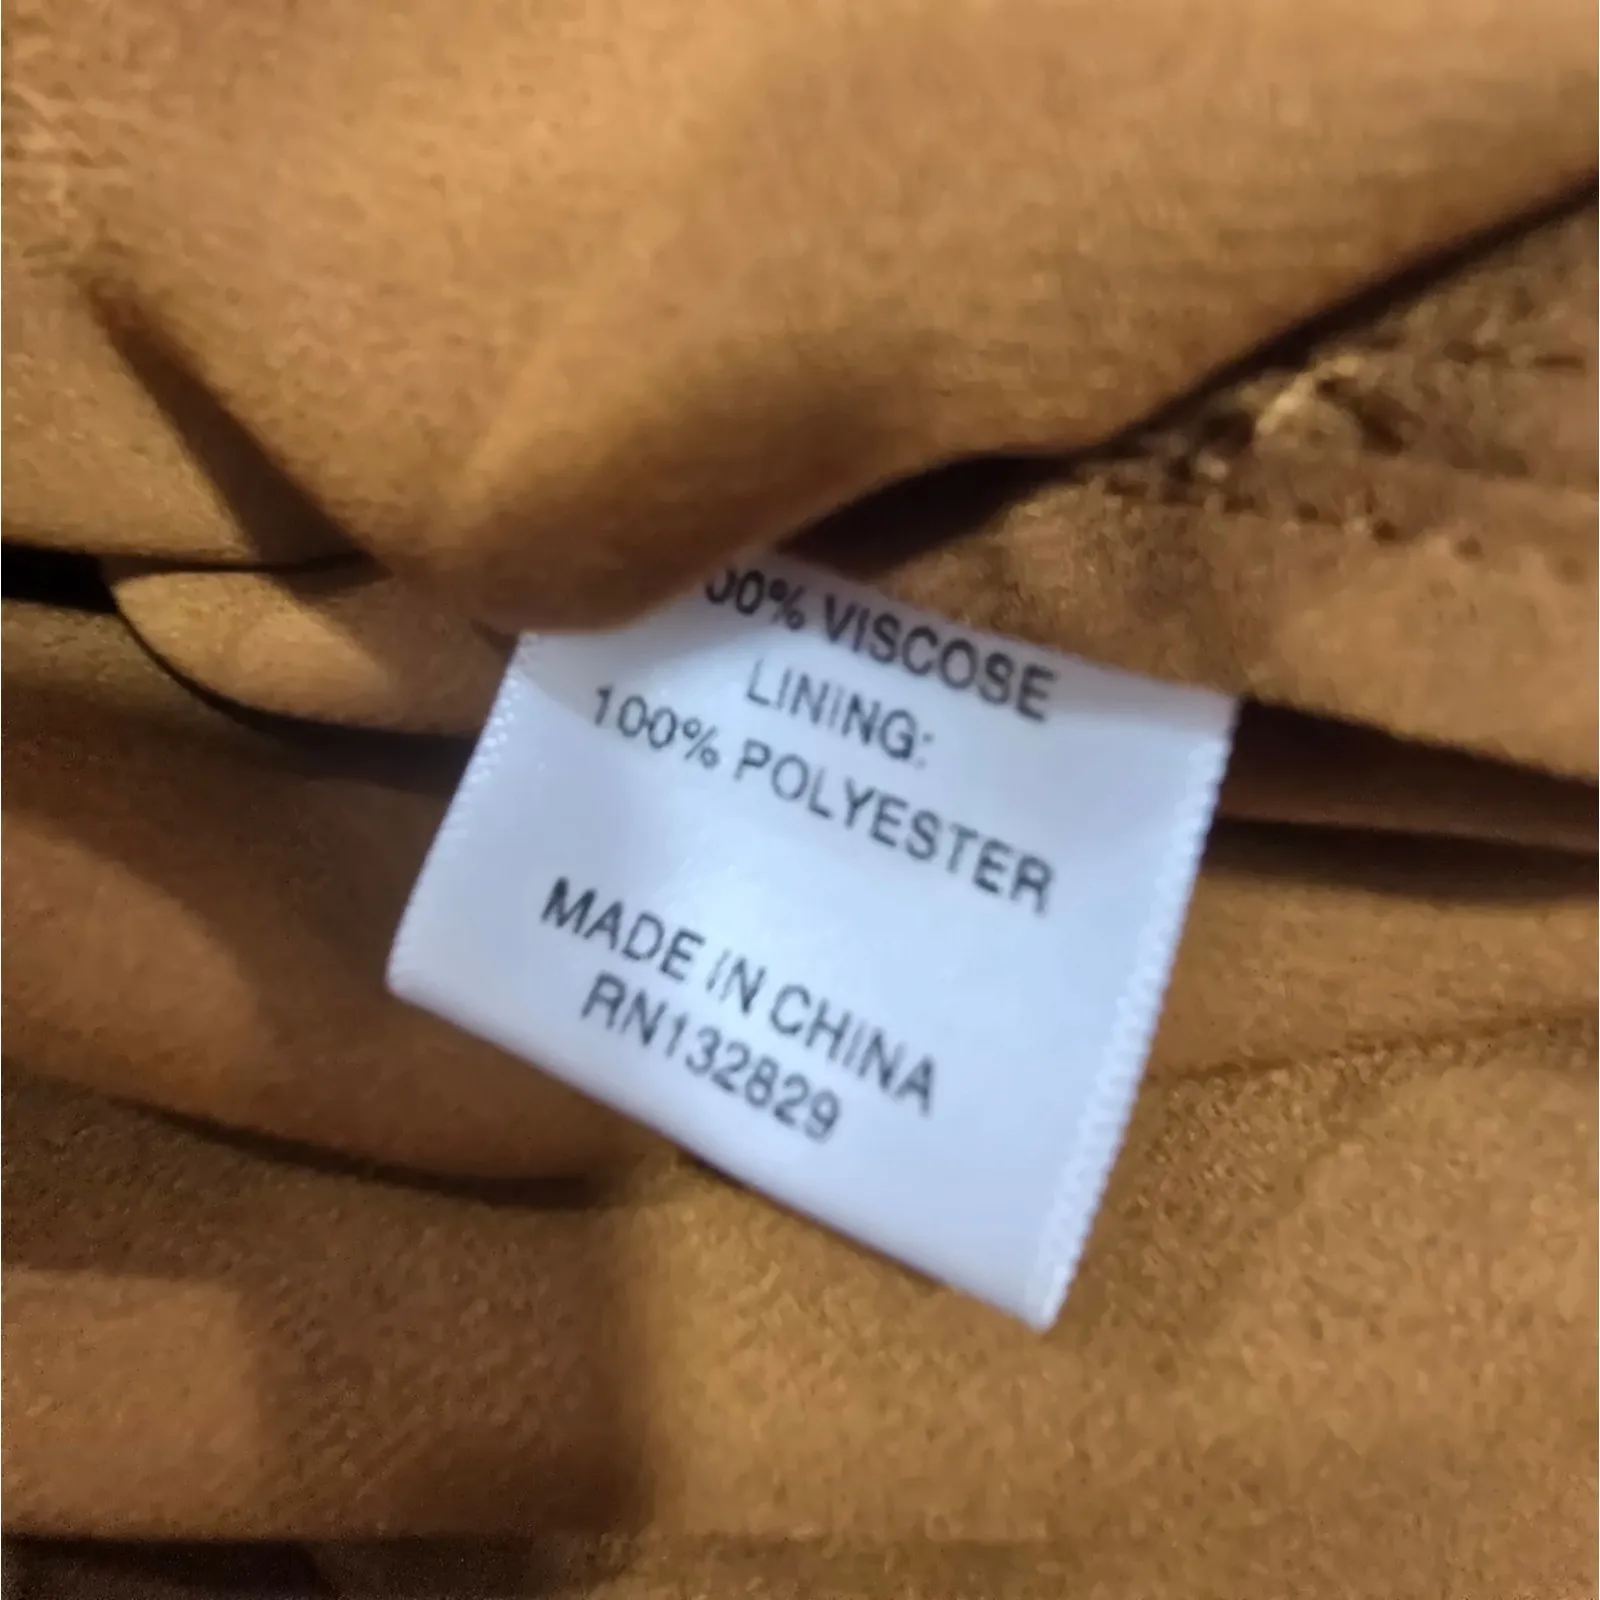 VISCOSE
LINING:
100% POLYESTER
MADE IN CHINA
RN132829